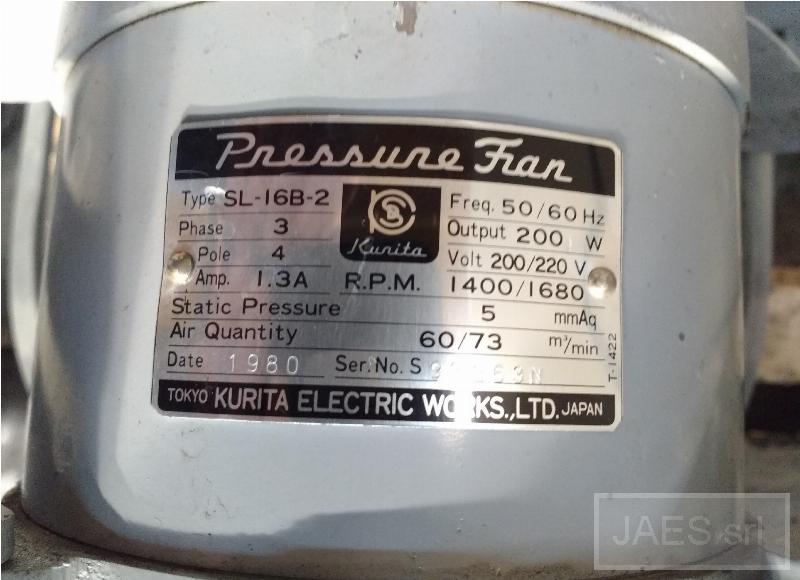 Pressure Fan
Type SL-16B-2
Phase 3
Pole 4
Amp. 1.3A
Kurita
Freq. 50/60 Hz
Output 200 W
Volt 200/220 V
R.P.M. 1400/1680
Static Pressure 5 mmAq
Air Quantity 60/73 m³/min
Date 1980 Ser. No. S
T-1422
TOKYO KURITA ELECTRIC WORKS.,LTD. JAPAN
JAES srl